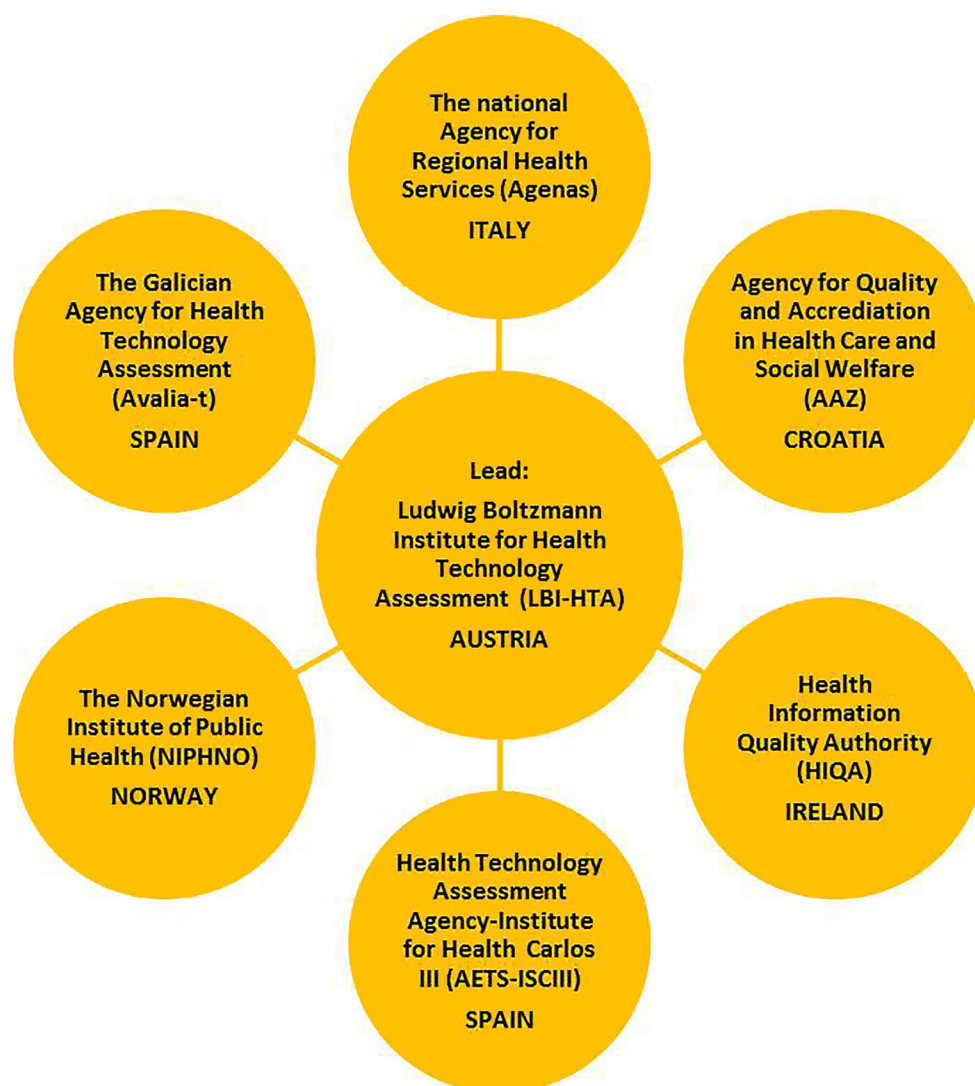 The national
Agency for
Regional Health
Services (Agenas)
ITALY
The Galician
Agency for Health
Technology
Assessment
(Avalia-t)
SPAIN
Agency for Quality
and Accrediation
in Health Care and
Social Welfare
(AAZ)
CROATIA
Lead:
Ludwig Boltzmann
Institute for Health
Technology
Assessment (LBI-HTA)
AUSTRIA
The Norwegian
Institute of Public
Health (NIPHNO)
NORWAY
Health
Information
Quality Authority
(HIQA)
IRELAND
Health Technology
Assessment
Agency-Institute
for Health Carlos
III (AETS-ISCIII)
SPAIN